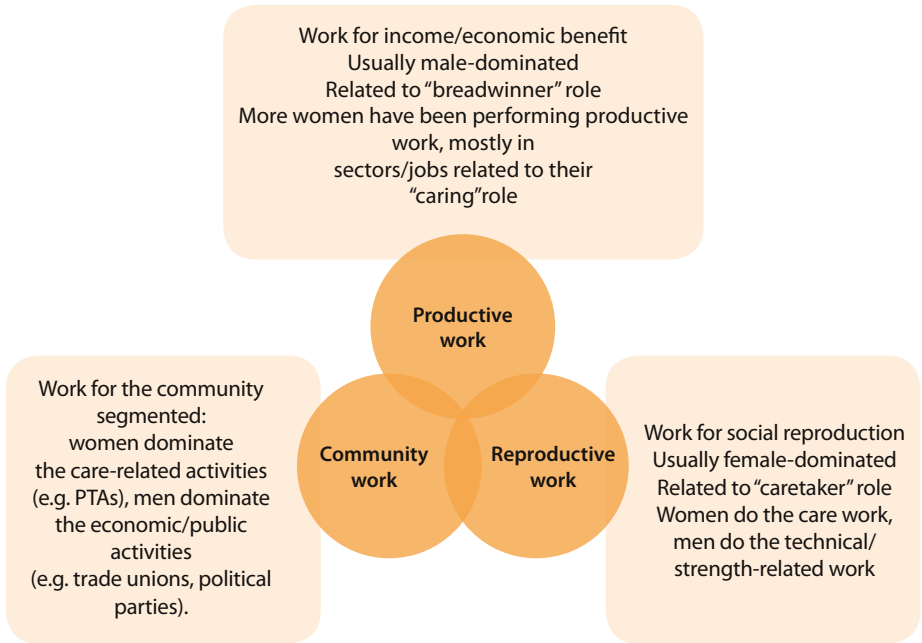 Work for income/economic benefit
Usually male-dominated
Related to “breadwinner” role
More women have been performing productive
work, mostly in
sectors/jobs related to their
“caring”role
Productive
work
Work for the community
segmented:
women dominate
the care-related activities
(e.g. PTAs), men dominate
the economic/public
activities
(e.g. trade unions, political
parties).
Community
work
Reproductive
work
Work for social reproduction
Usually female-dominated
Related to “caretaker” role
Women do the care work,
men do the technical/
strength-related work